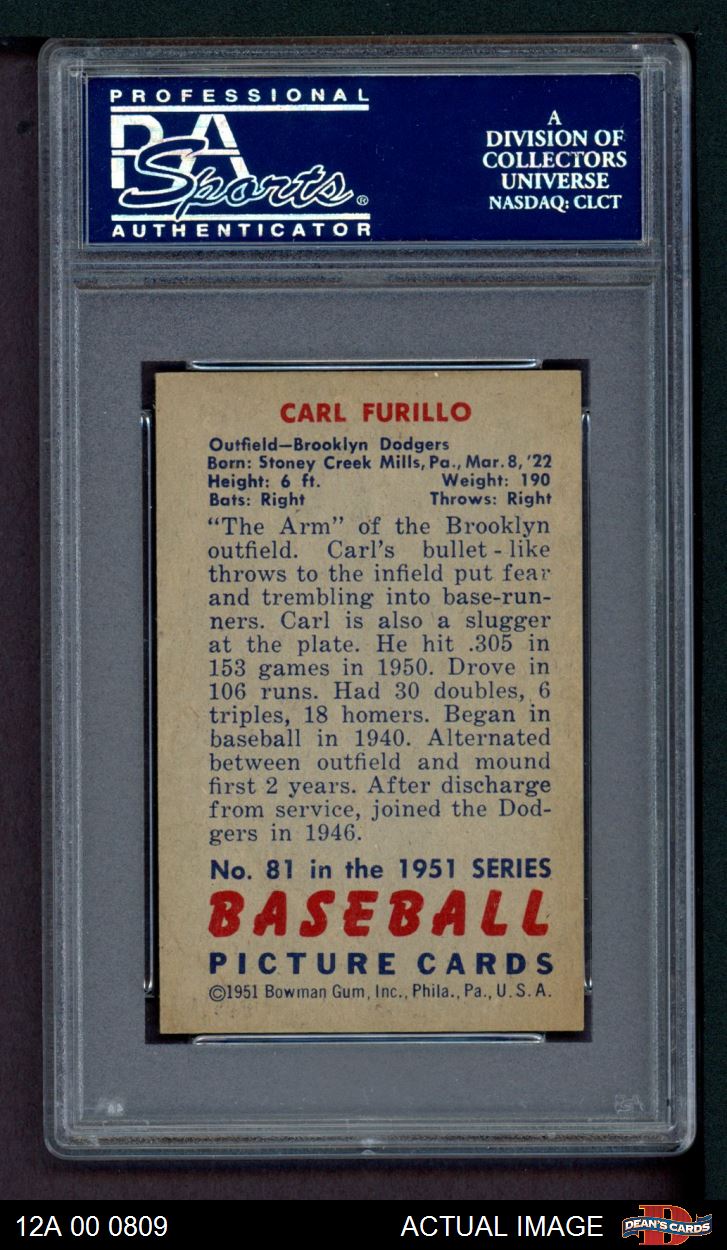 PROFESSIONAL
PSA
Sports®
AUTHENTICATOR
A
DIVISION OF
COLLECTORS
UNIVERSE
NASDAQ: CLCT
CARL FURILLO
Outfield—Brooklyn Dodgers
Born: Stoney Creek Mills, Pa., Mar. 8, '22
Height: 6 ft. Weight: 190
Bats: Right Throws: Right
"The Arm" of the Brooklyn
outfield. Carl's bullet-like
throws to the infield put fear
and trembling into base-run-
ners. Carl is also a slugger
at the plate. He hit .305 in
153 games in 1950. Drove in
106 runs. Had 30 doubles, 6
triples, 18 homers. Began in
baseball in 1940. Alternated
between outfield and mound
first 2 years. After discharge
from service, joined the Dod-
gers in 1946.
No. 81 in the 1951 SERIES
BASEBALL
PICTURE CARDS
©1951 Bowman Gum, Inc., Phila., Pa., U.S.A.
12A 00 0809
ACTUAL IMAGE
DEAN'S CARDS